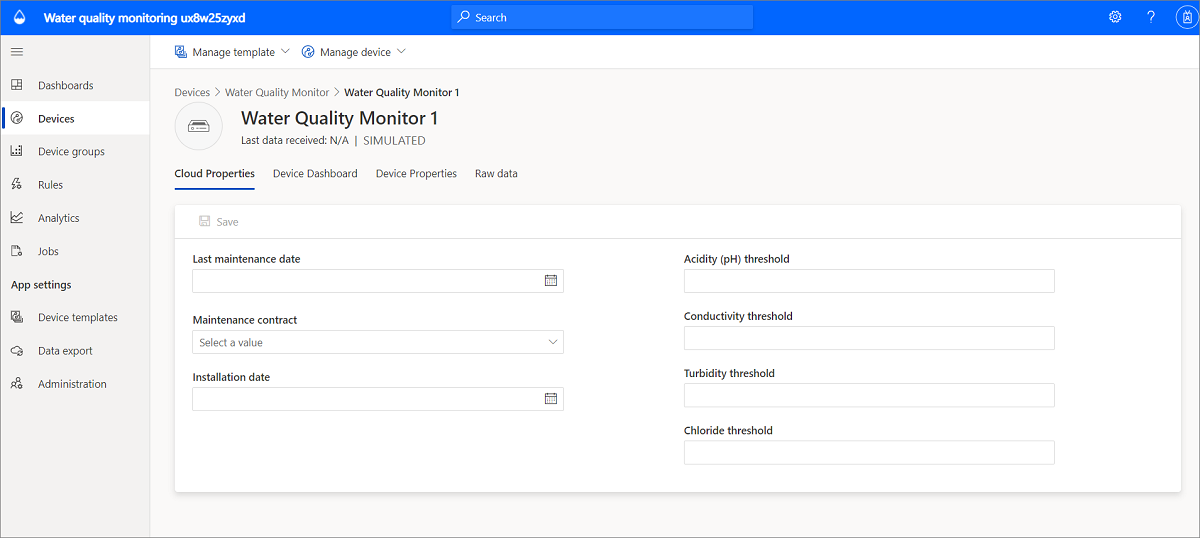 Water quality monitoring ux8w25zyxd
Search
?
Manage template
Manage device
Dashboards
Devices
Device groups
Rules
Analytics
Jobs
App settings
Device templates
Data export
Administration
Devices > Water Quality Monitor > Water Quality Monitor 1
Water Quality Monitor 1
Last data received: N/A | SIMULATED
Cloud Properties
Device Dashboard
Device Properties
Raw data
Save
Last maintenance date
Maintenance contract
Select a value
Installation date
Acidity (pH) threshold
Conductivity threshold
Turbidity threshold
Chloride threshold